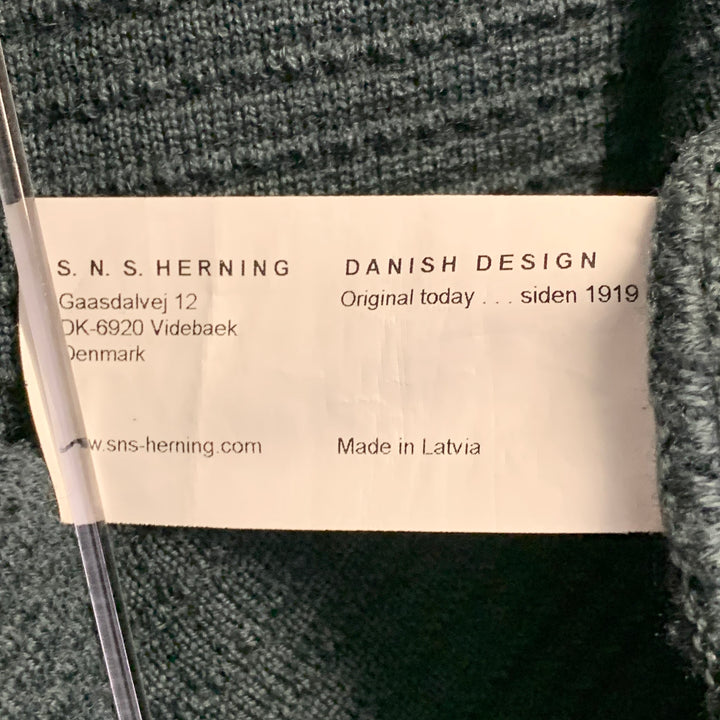 S. N. S. HERNING
Gaasdalvej 12
DK-6920 Videbaek
Denmark
w.sns-herning.com
DANISH DESIGN
Original today . . . siden 1919
Made in Latvia